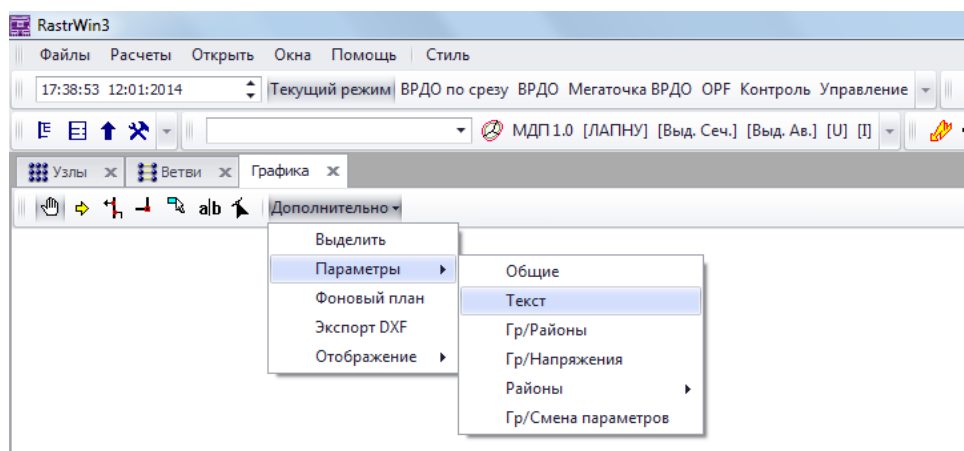 RastrWin3
Файлы Расчеты Открыть Окна Помощь Стиль
17:38:53 12:01:2014 Текущий режим ВРДО по срезу ВРДО Мегаточка ВРДО OPF Контроль Управление
МДП 1.0 [ЛАПНУ] [Выд. Сеч.] [Выд. Ав.] [U] [I]
Узлы Ветви Графика
a|b Дополнительно
Выделить
Параметры
Фоновый план
Экспорт DXF
Отображение
Общие
Текст
Гр/Районы
Гр/Напряжения
Районы
Гр/Смена параметров